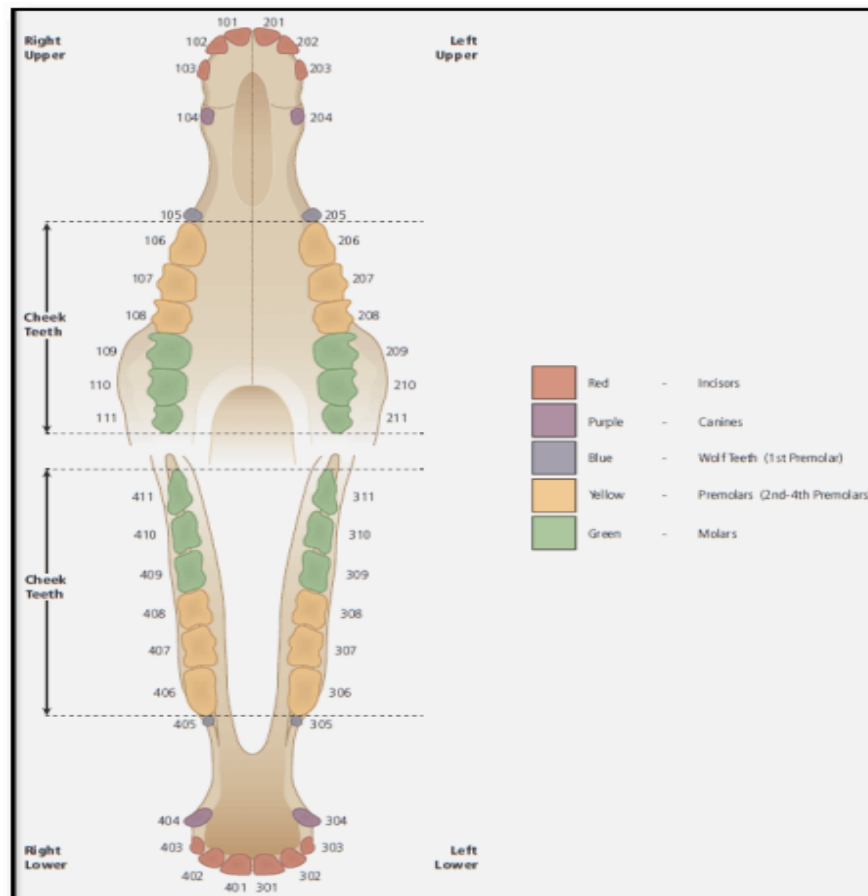 101 201
Right Upper
102 202
Left Upper
103 203
104 204
105 205
106 206
107 207
Cheek Teeth
108 208
109 209
110 210
111 211
Red - Incisors
Purple - Canines
Blue - Wolf Teeth (1st Premolar)
Yellow - Premolars (2nd-4th Premolars
Green - Molars
411 311
410 310
409 309
Cheek Teeth
408 308
407 307
406 306
405 305
404 304
403 303
Right Lower
402 302
Left Lower
401 301